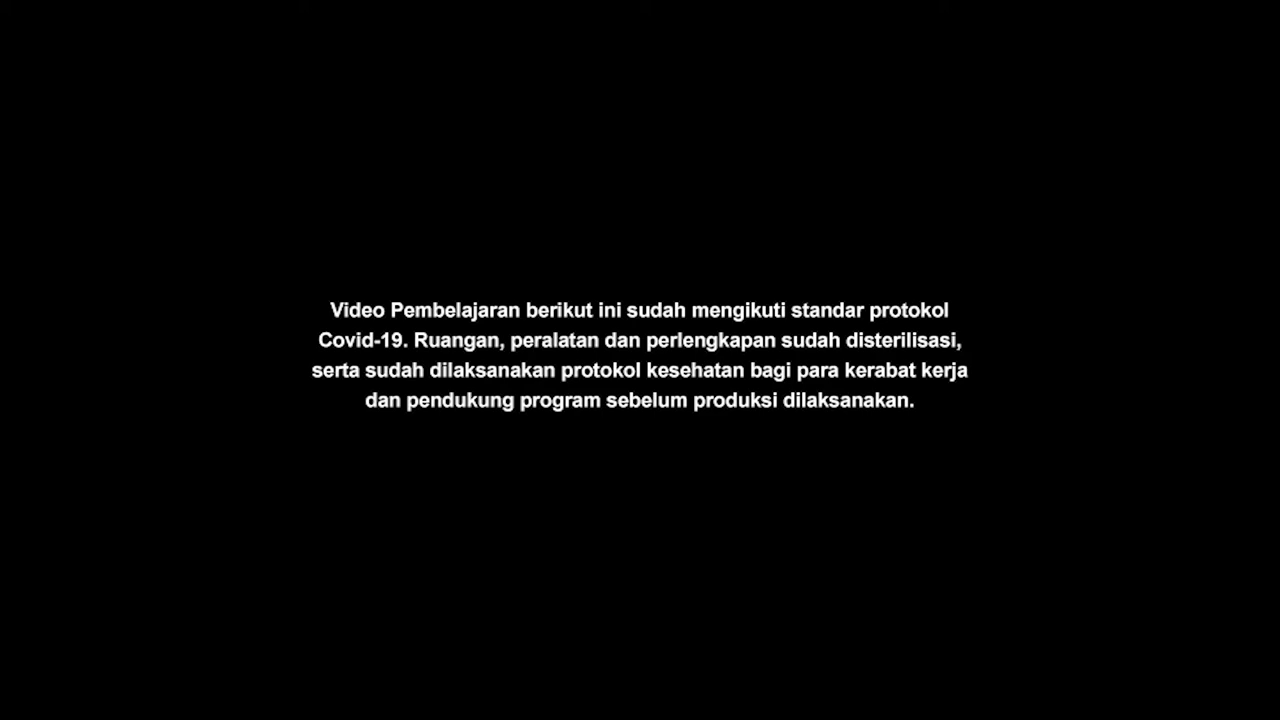 Video Pembelajaran berikut ini sudah mengikuti standar protokol
Covid-19. Ruangan, peralatan dan perlengkapan sudah disterilisasi,
serta sudah dilaksanakan protokol kesehatan bagi para kerabat kerja
dan pendukung program sebelum produksi dilaksanakan.